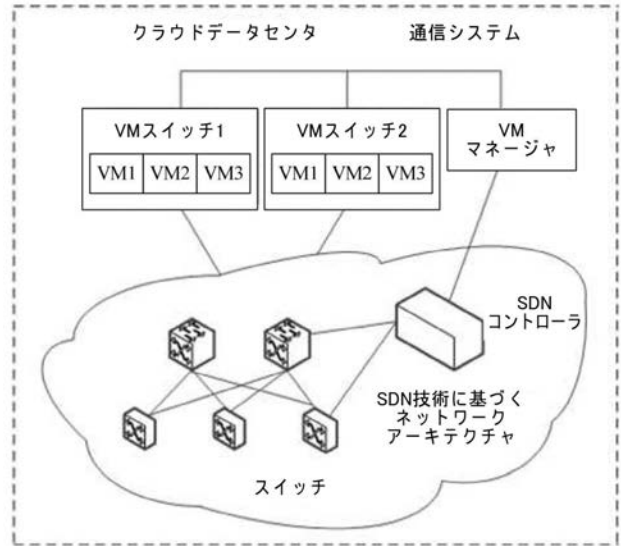 クラウドデータセンタ 通信システム
VMスイッチ1
VM1 VM2 VM3
VMスイッチ2
VM1 VM2 VM3
VM
マネージャ
SDN
コントローラ
SDN技術に基づく
ネットワーク
アーキテクチャ
スイッチ